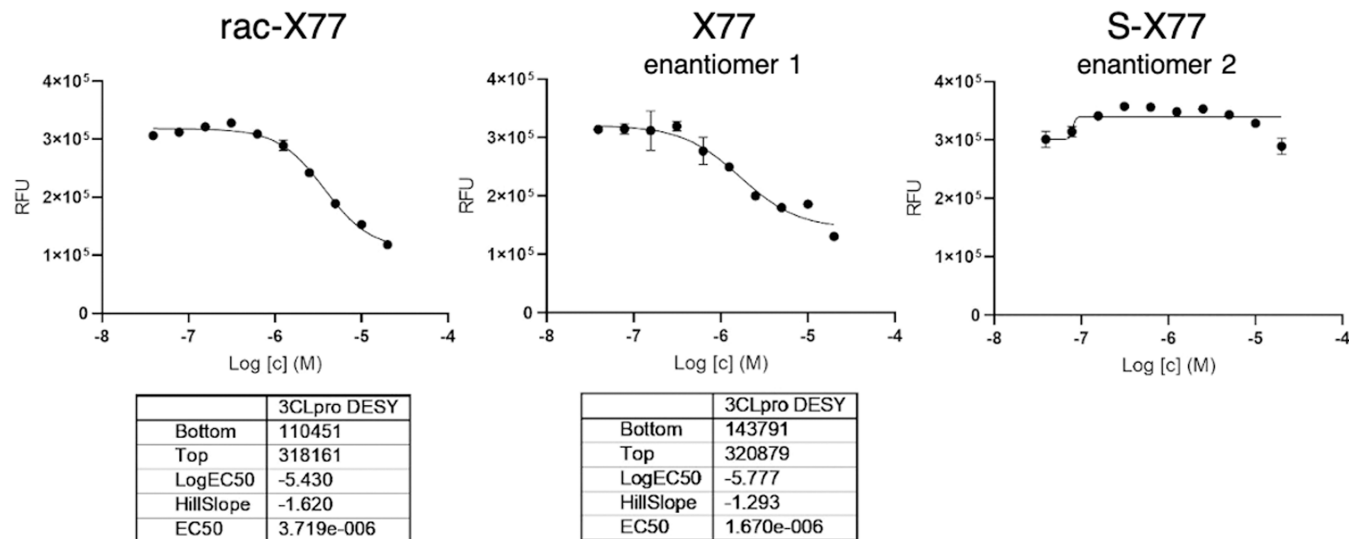 rac-X77
X77
S-X77
enantiomer 1
enantiomer 2
4×10⁵
3×10⁵
2×10⁵
1×10⁵
0
RFU
-8
-7
-6
-5
-4
Log [c] (M)
4×10⁵
3×10⁵
2×10⁵
1×10⁵
0
RFU
-8
-7
-6
-5
-4
Log [c] (M)
4×10⁵
3×10⁵
2×10⁵
1×10⁵
0
RFU
-8
-7
-6
-5
-4
Log [c] (M)
3CLpro DESY
Bottom 110451
Top 318161
LogEC50 -5.430
HillSlope -1.620
EC50 3.719e-006
3CLpro DESY
Bottom 143791
Top 320879
LogEC50 -5.777
HillSlope -1.293
EC50 1.670e-006